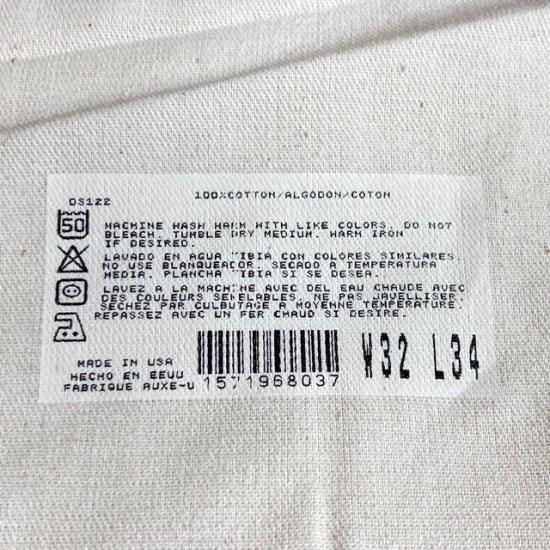 DS122
100%COTTON/ALGODON/COTON
50
MACHINE WASH WARM WITH LIKE COLORS. DO NOT
BLEACH. TUMBLE DRY MEDIUM. WARM IRON
IF DESIRED.
LAVADO EN AGUA TIBIA CON COLORES SIMILARES.
NO USE BLANQUEADOR. SECADO A TEMPERATURA
MEDIA. PLANCHA TIBIA SI SE DESEA.
LAVEZ A LA MACHINE AVEC DEL EAU CHAUDE AVEC
DES COULEURS SEMELABLES. NE PAS JAVELLISER.
SECHEZ PAR CULBUTAGE A MOYENNE TEMPERATURE.
REPASSEZ AVEC UN FER CHAUD SI DESIRE.
MADE IN USA
HECHO EN EEUU
FABRIQUE AUXE-U
1571968037
W32 L34